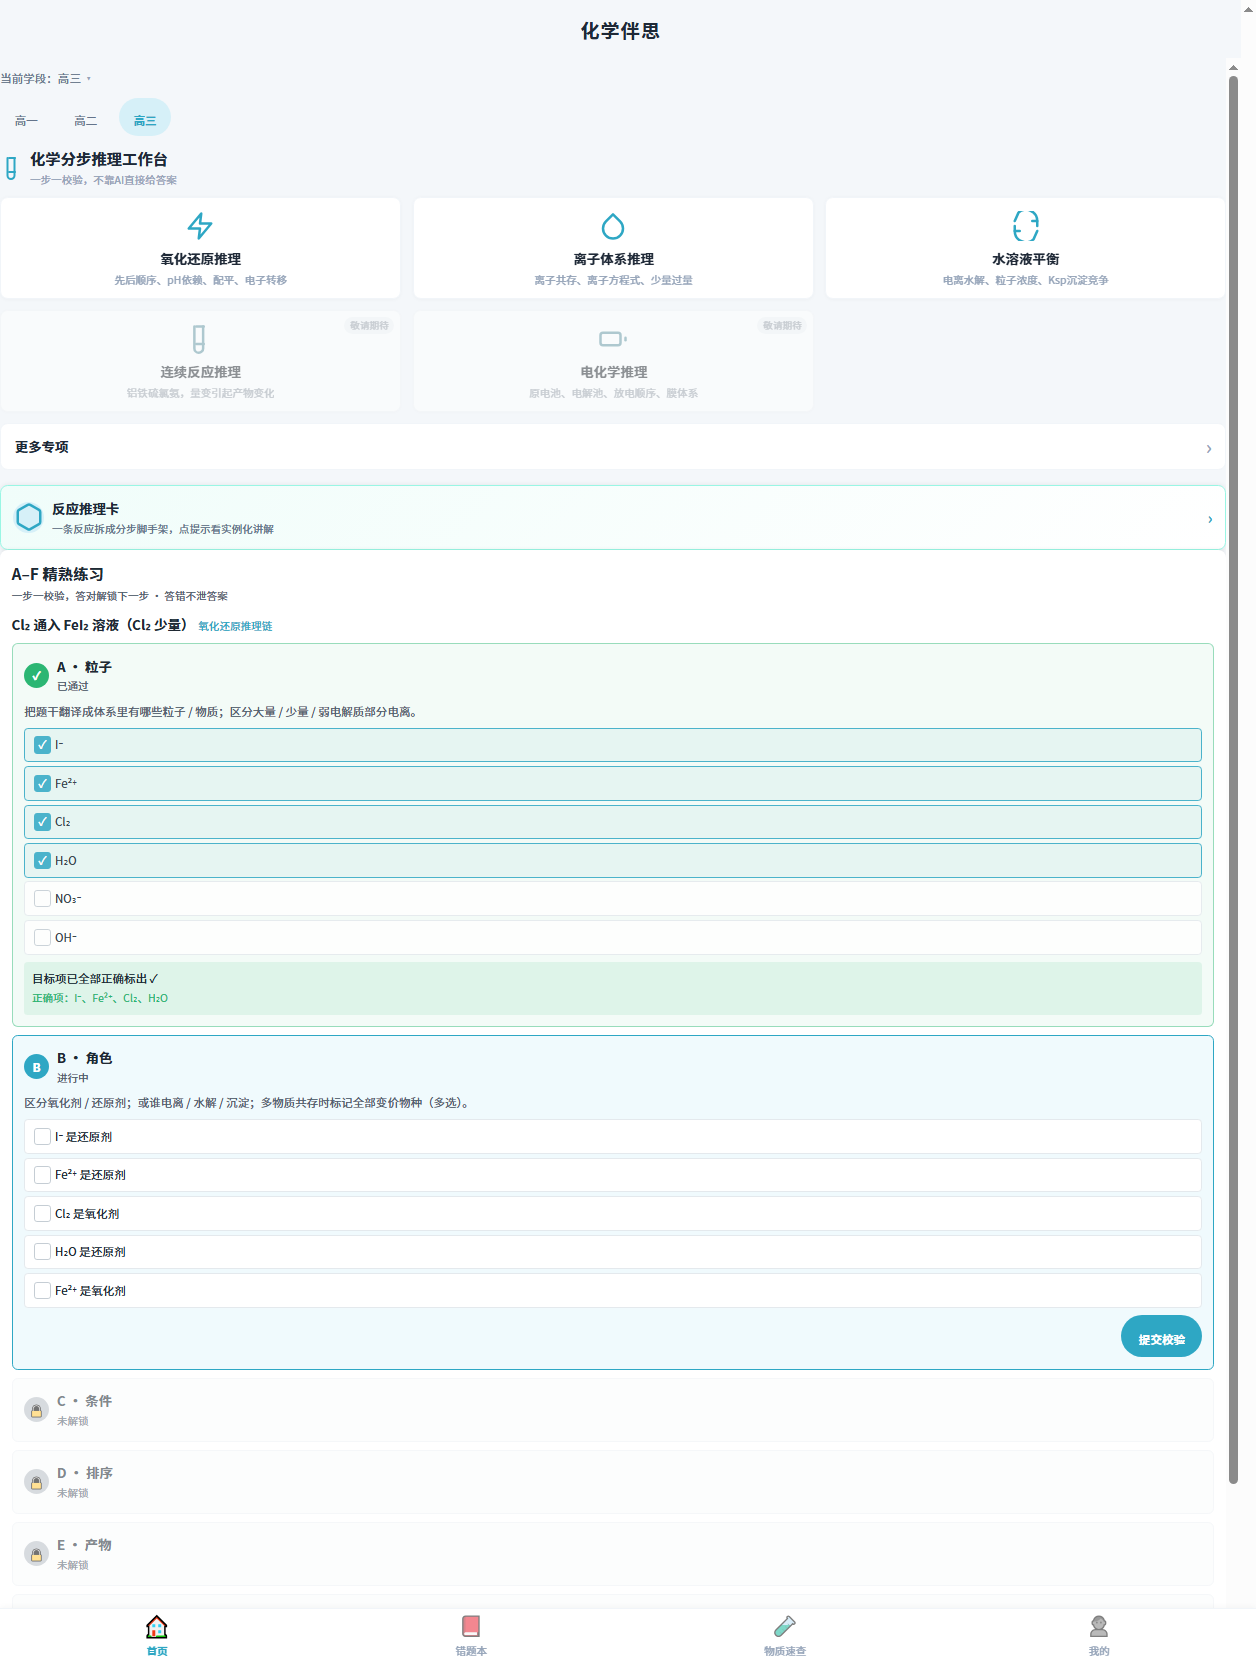 化学伴思
当前学段：高三 ▾
高一 高二 高三
化学分步推理工作台
一步一校验，不靠AI直接给答案
氧化还原推理
先后顺序、pH依赖、配平、电子转移
离子体系推理
离子共存、离子方程式、少量过量
水溶液平衡
电离水解、粒子浓度、Ksp沉淀竞争
敬请期待
连续反应推理
铝铁硫氯氮，量变引起产物变化
敬请期待
电化学推理
原电池、电解池、放电顺序、膜体系
更多专项 ›
反应推理卡
一条反应拆成分步脚手架，点提示看实例化讲解 ›
A–F 精熟练习
一步一校验，答对解锁下一步 · 答错不泄答案
Cl₂ 通入 FeI₂ 溶液（Cl₂ 少量） 氧化还原推理链
✓ A · 粒子
已通过
把题干翻译成体系里有哪些粒子 / 物质；区分大量 / 少量 / 弱电解质部分电离。
✓ I⁻
✓ Fe²⁺
✓ Cl₂
✓ H₂O
NO₃⁻
OH⁻
目标项已全部正确标出✓
正确项：I⁻、Fe²⁺、Cl₂、H₂O
B B · 角色
进行中
区分氧化剂 / 还原剂；或谁电离 / 水解 / 沉淀；多物质共存时标记全部变价物种（多选）。
I⁻ 是还原剂
Fe²⁺ 是还原剂
Cl₂ 是氧化剂
H₂O 是还原剂
Fe²⁺ 是氧化剂
提交校验
C · 条件
未解锁
D · 排序
未解锁
E · 产物
未解锁
首页 错题本 物质速查 我的